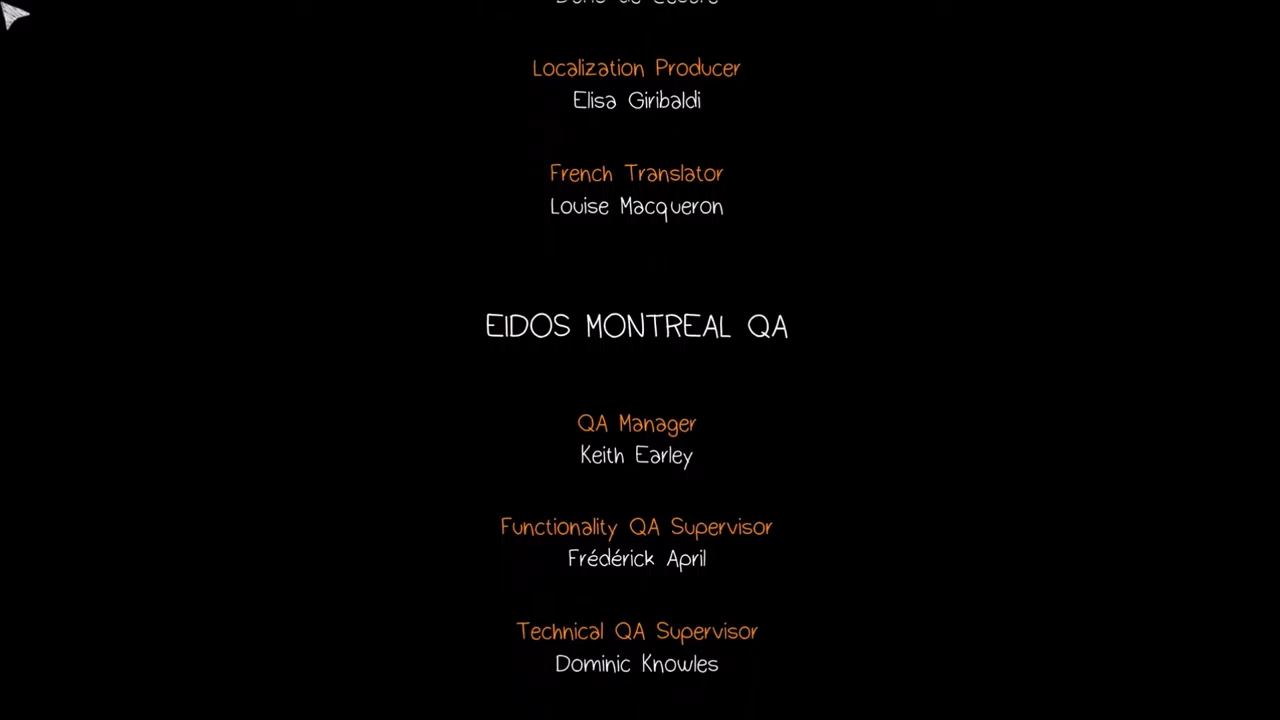 Localization Producer
Elisa Giribaldi
French Translator
Louise Macqueron
EIDOS MONTREAL QA
QA Manager
Keith Earley
Functionality QA Supervisor
Frédérick April
Technical QA Supervisor
Dominic Knowles